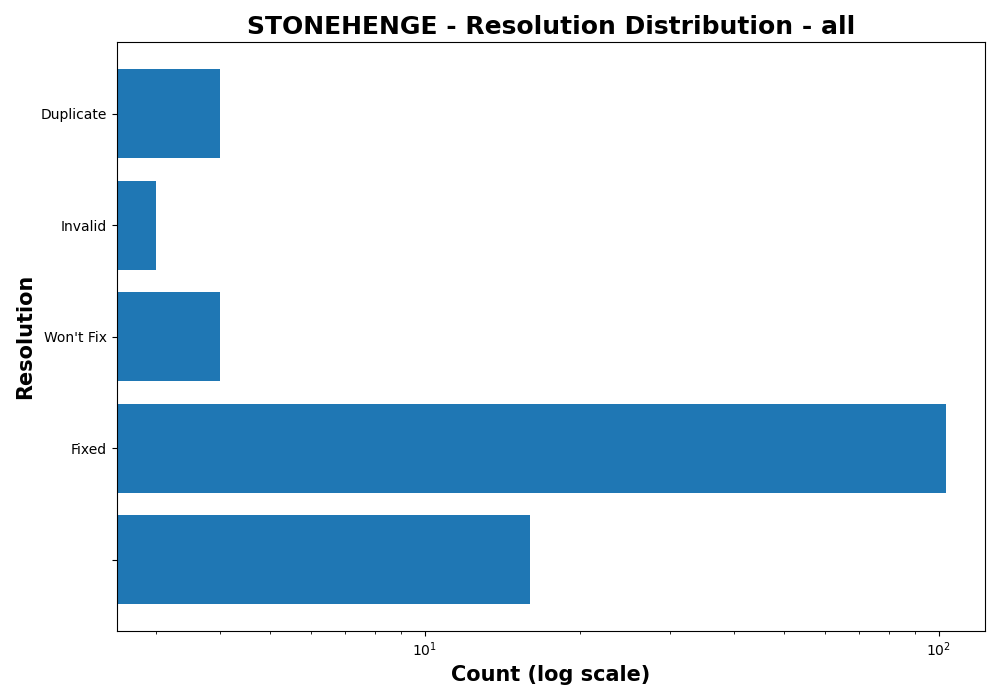 STONEHENGE - Resolution Distribution - all
Duplicate
Invalid
Won't Fix
Fixed
Resolution
10¹
10²
Count (log scale)